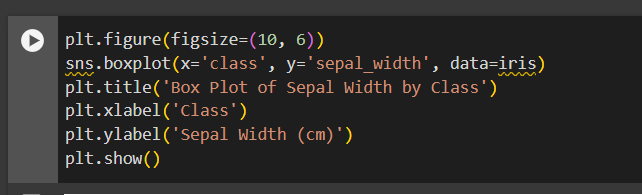 plt.figure(figsize=(10, 6))
sns.boxplot(x='class', y='sepal_width', data=iris)
plt.title('Box Plot of Sepal Width by Class')
plt.xlabel('Class')
plt.ylabel('Sepal Width (cm)')
plt.show()